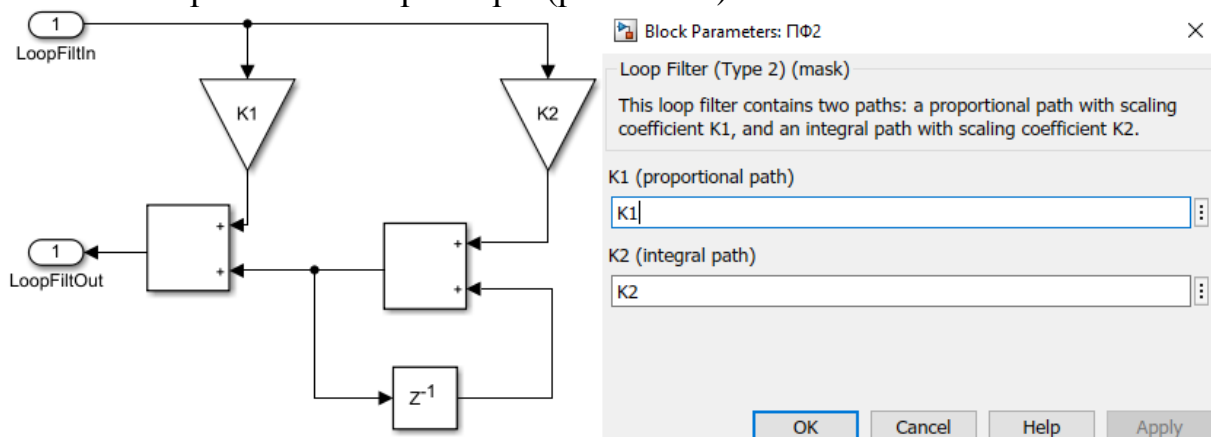 1
LoopFiltIn
K1
K2
+
+
+
+
1
LoopFiltOut
Z-1
Block Parameters: ПФ2
Loop Filter (Type 2) (mask)
This loop filter contains two paths: a proportional path with scaling
coefficient K1, and an integral path with scaling coefficient K2.
K1 (proportional path)
K1
K2 (integral path)
K2
OK
Cancel
Help
Apply